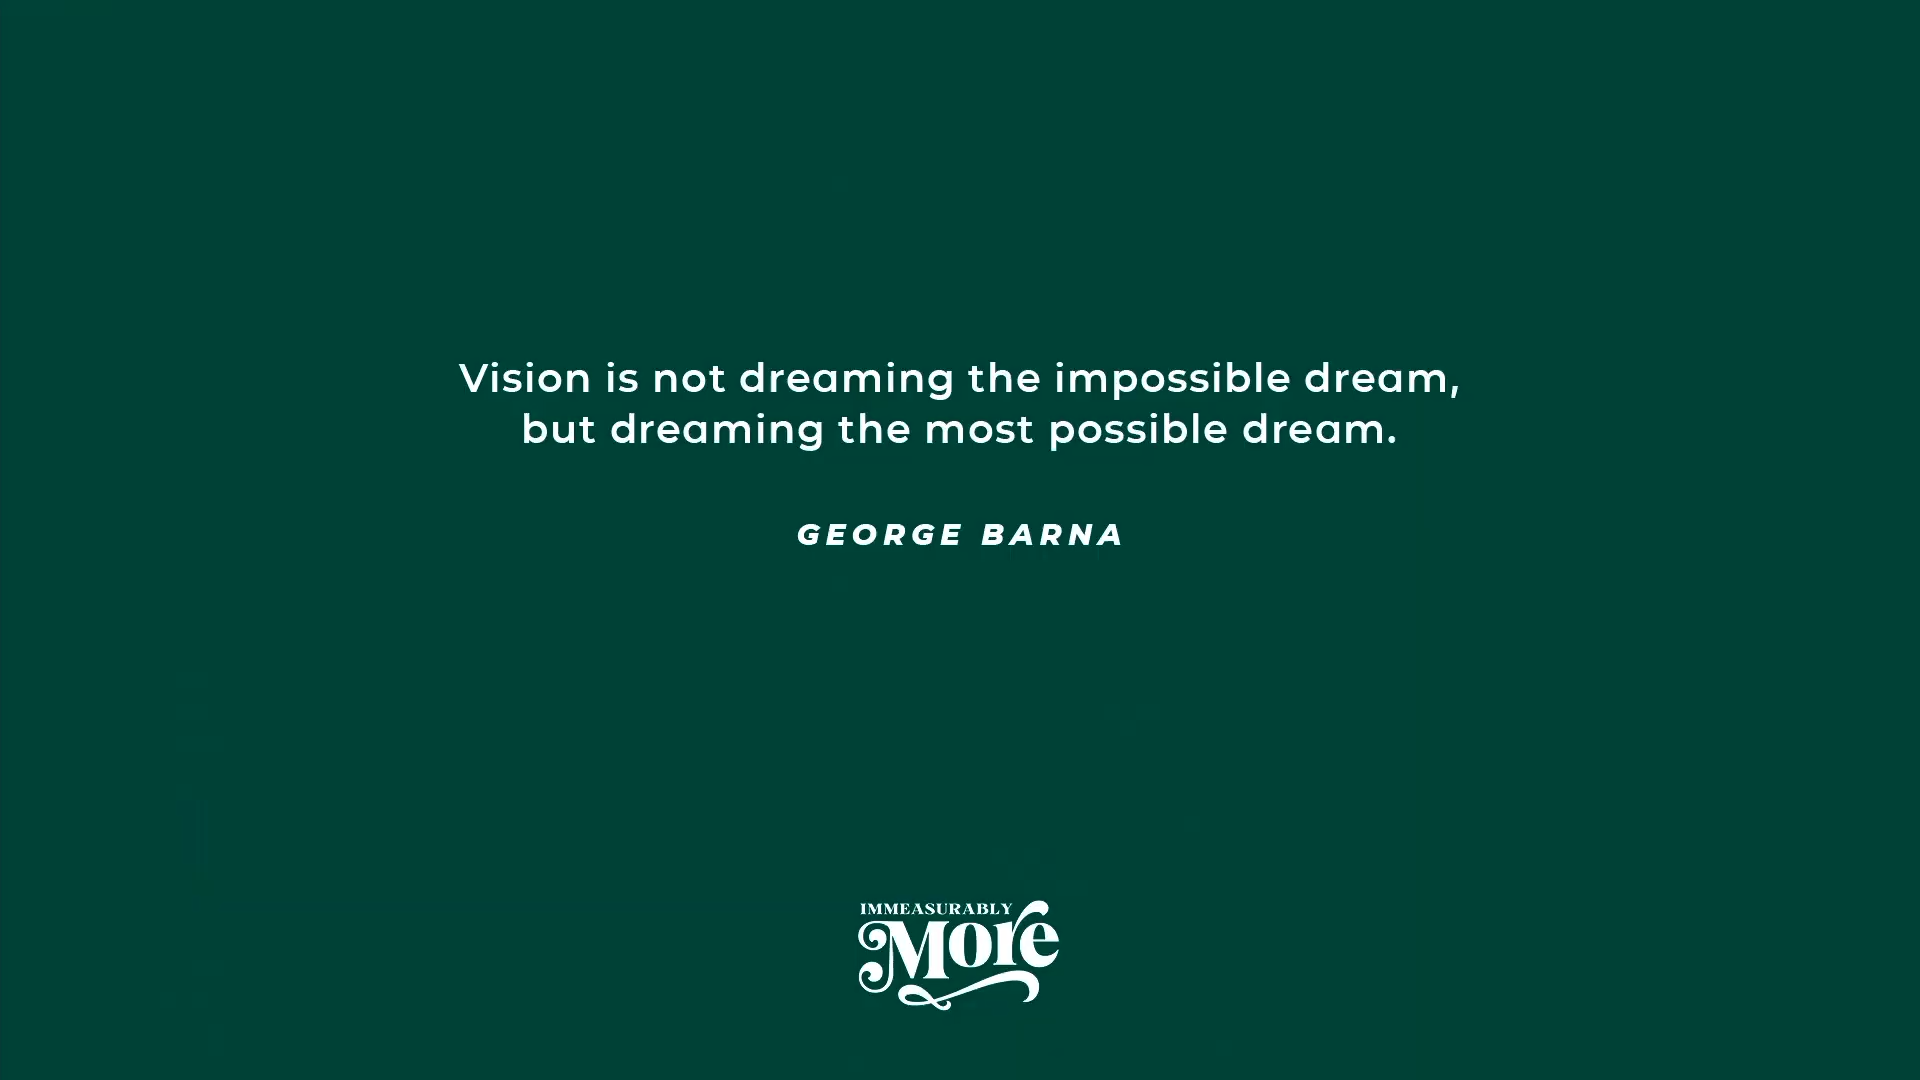 Vision is not dreaming the impossible dream,
but dreaming the most possible dream.
GEORGE BARNA
IMMEASURABLY
More